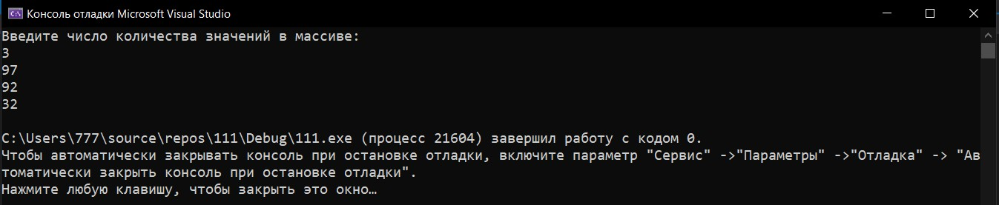 Консоль отладки Microsoft Visual Studio
Введите число количества значений в массиве:
3
97
92
32
C:\Users\777\source\repos\111\Debug\111.exe (процесс 21604) завершил работу с кодом 0.
Чтобы автоматически закрывать консоль при остановке отладки, включите параметр "Сервис" ->"Параметры" ->"Отладка" -> "Ав
томатически закрыть консоль при остановке отладки".
Нажмите любую клавишу, чтобы закрыть это окно…